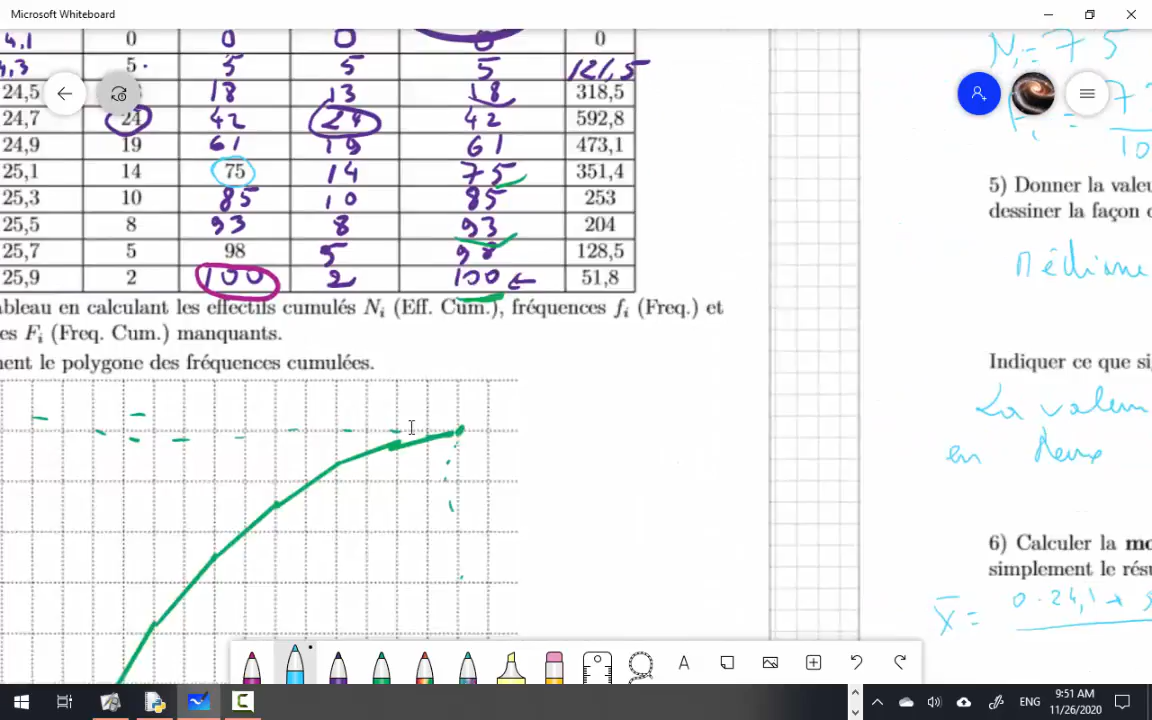 Microsoft Whiteboard
4,1 0 0 0 0 0
4,3 5 5 5 5 121,5
24,5 18 13 18 318,5
24,7 24 42 24 42 592,8
24,9 19 61 19 61 473,1
25,1 14 75 14 75 351,4
25,3 10 85 10 85 253
25,5 8 93 8 93 204
25,7 5 98 5 98 128,5
25,9 2 100 2 100 51,8
ableau en calculant les effectifs cumulés Ni (Eff. Cum.), fréquences fi (Freq.) et
es Fi (Freq. Cum.) manquants.
ment le polygone des fréquences cumulées.
N1 = 75
5) Donner la valeu
dessiner la façon d
Médiane
Indiquer ce que si
La valeu
en deux
6) Calculer la mo
simplement le résu
X̄ = 0·24,1 +
A
ENG
9:51 AM
11/26/2020